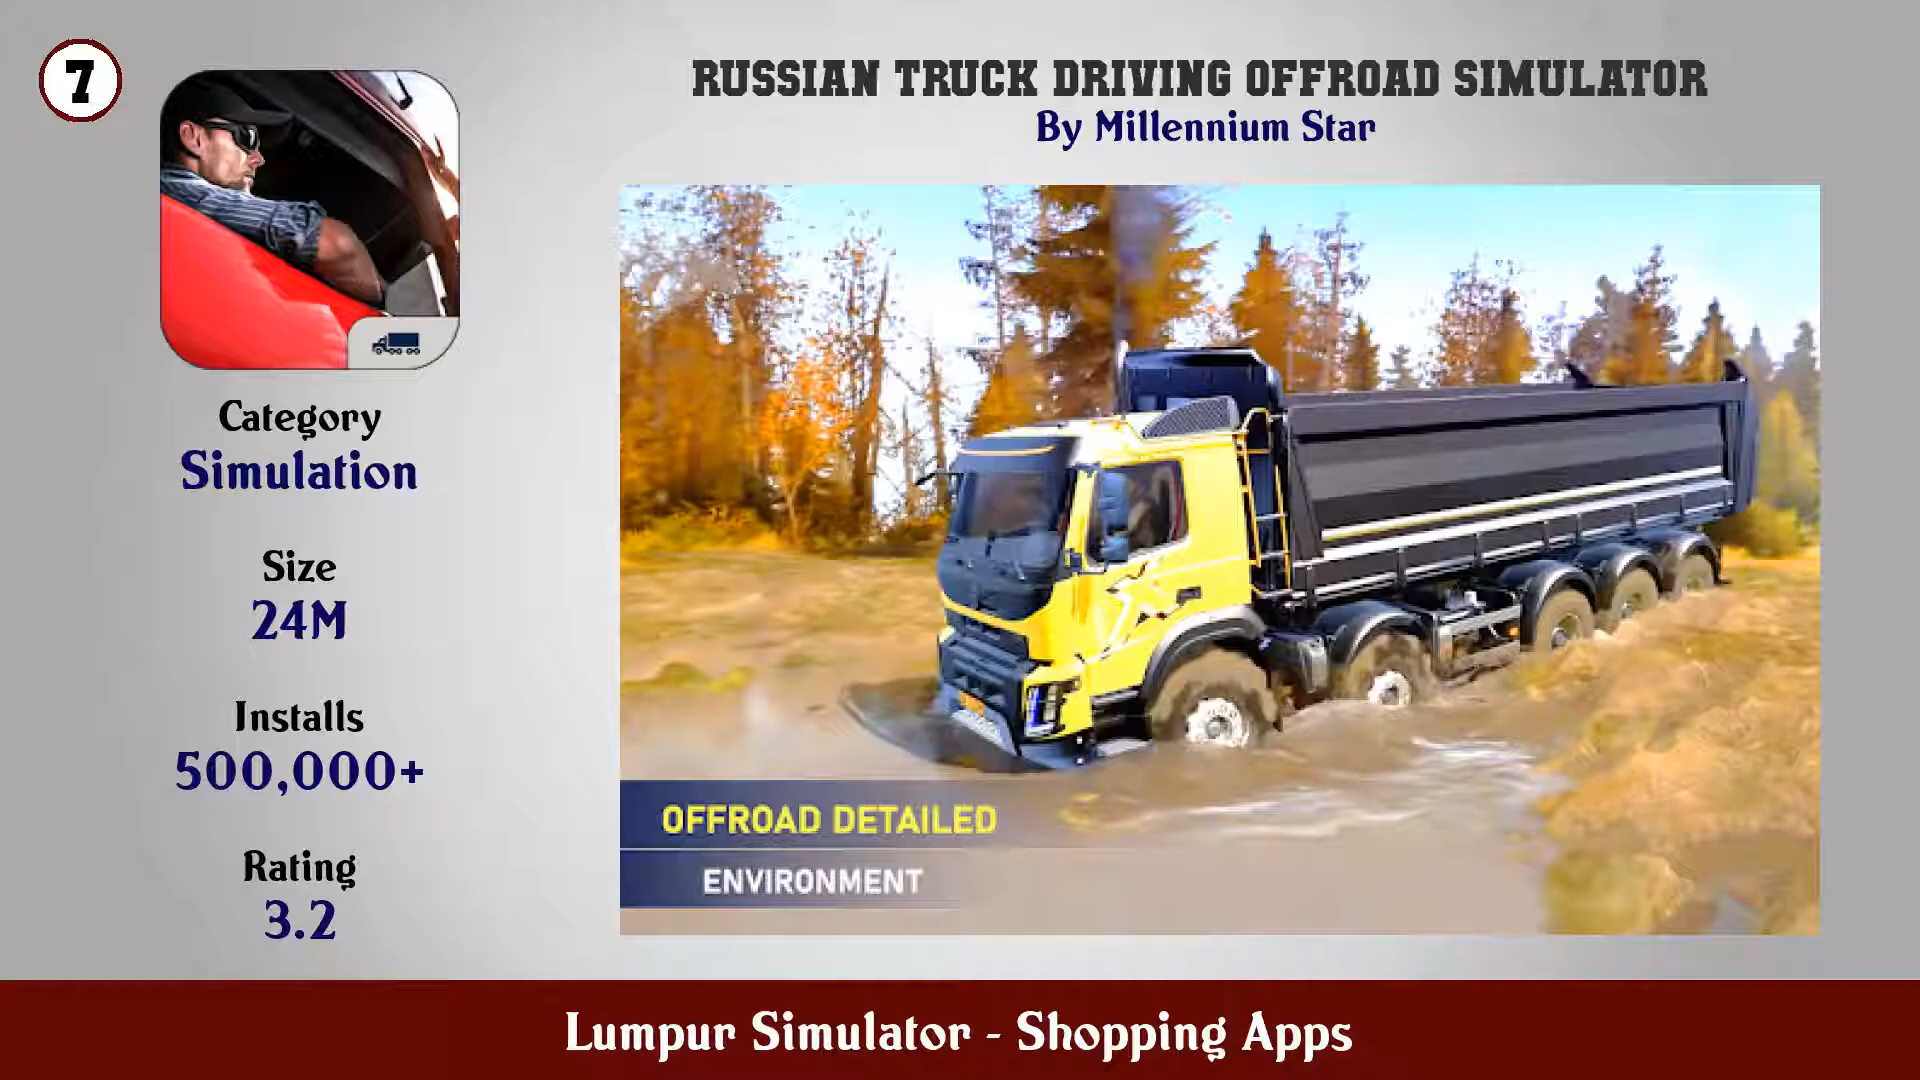 7
RUSSIAN TRUCK DRIVING OFFROAD SIMULATOR
By Millennium Star
Category
Simulation
Size
24M
Installs
500,000+
Rating
3.2
OFFROAD DETAILED
ENVIRONMENT
Lumpur Simulator - Shopping Apps